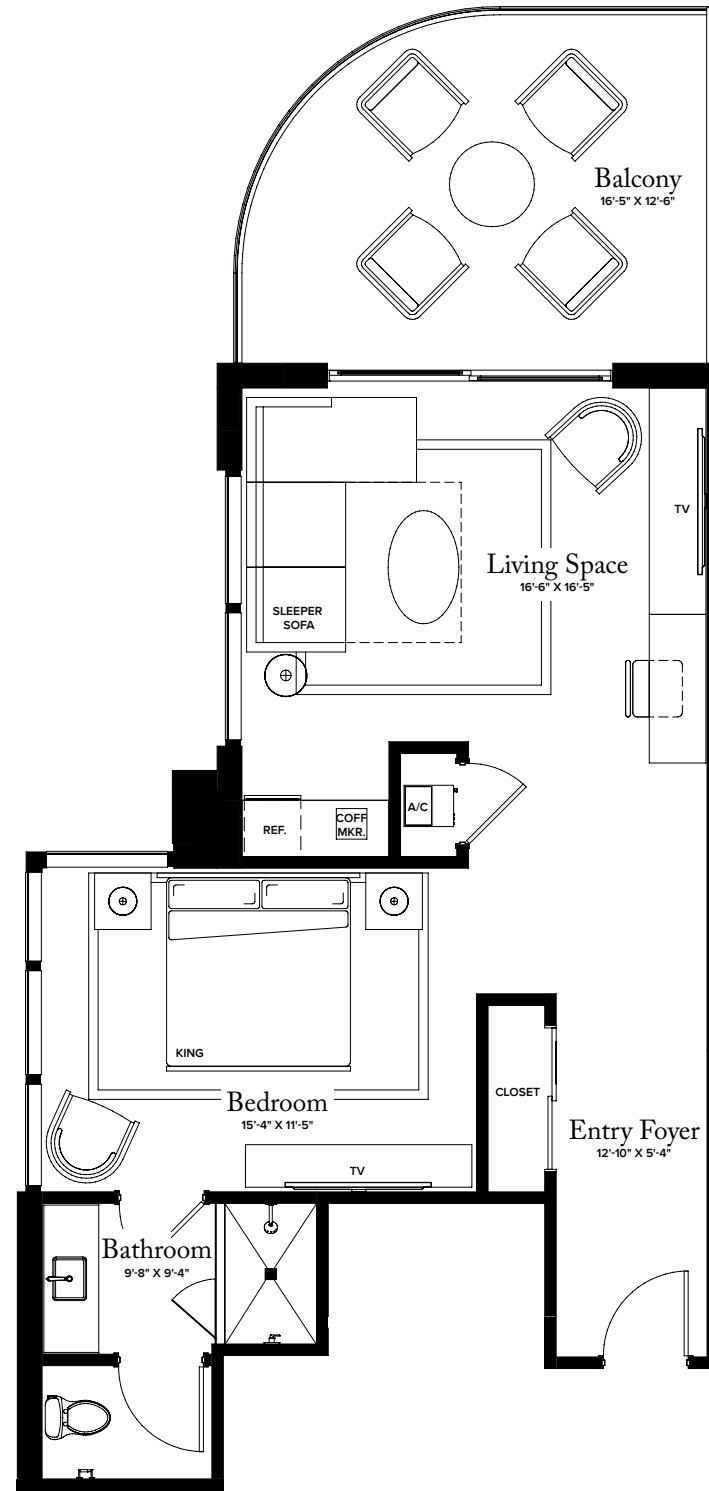 Balcony
16'-5" X 12'-6"
TV
Living Space
16'-6" X 16'-5"
SLEEPER
SOFA
A/C
REF.
COFF
MKR.
KING
CLOSET
Bedroom
15'-4" X 11'-5"
Entry Foyer
12'-10" X 5'-4"
TV
Bathroom
9'-8" X 9'-4"